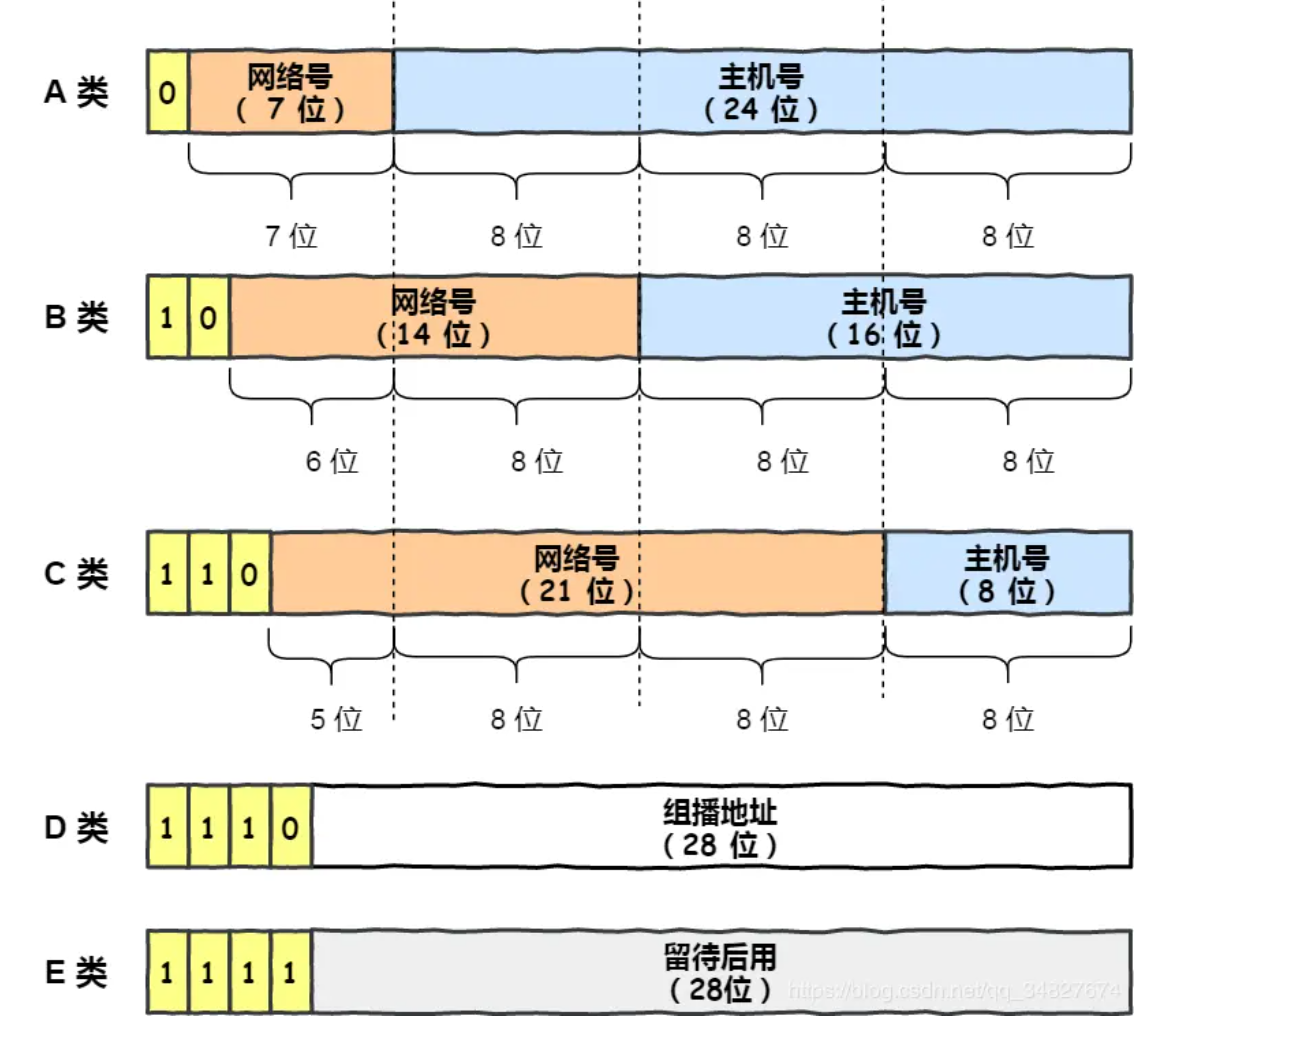 A 类
0
网络号
( 7 位 )
主机号
(24 位 )
7 位
8 位
8 位
8 位
B 类
1 0
网络号
(14 位 )
主机号
(16 位 )
6 位
8 位
8 位
8 位
C 类
1 1 0
网络号
(21 位 )
主机号
(8 位 )
5 位
8 位
8 位
8 位
D 类
1 1 1 0
组播地址
(28 位 )
E 类
1 1 1 1
留待后用
(28位 )
https://blog.csdn.net/qq_34827674